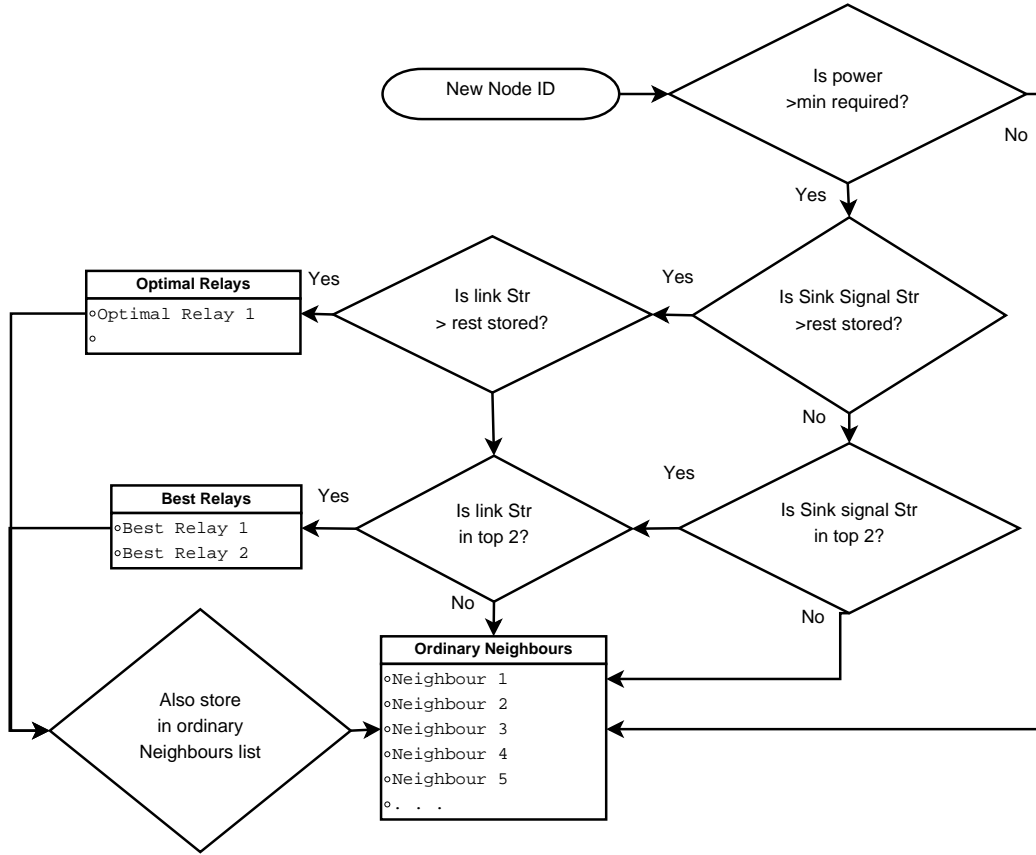 New Node ID
Is power
>min required?
No
Yes
Optimal Relays
Optimal Relay 1
Yes
Is link Str
> rest stored?
Yes
Is Sink Signal Str
>rest stored?
No
Best Relays
Best Relay 1
Best Relay 2
Yes
Is link Str
in top 2?
Yes
Is Sink signal Str
in top 2?
No
No
Also store
in ordinary
Neighbours list
Ordinary Neighbours
Neighbour 1
Neighbour 2
Neighbour 3
Neighbour 4
Neighbour 5
. . .